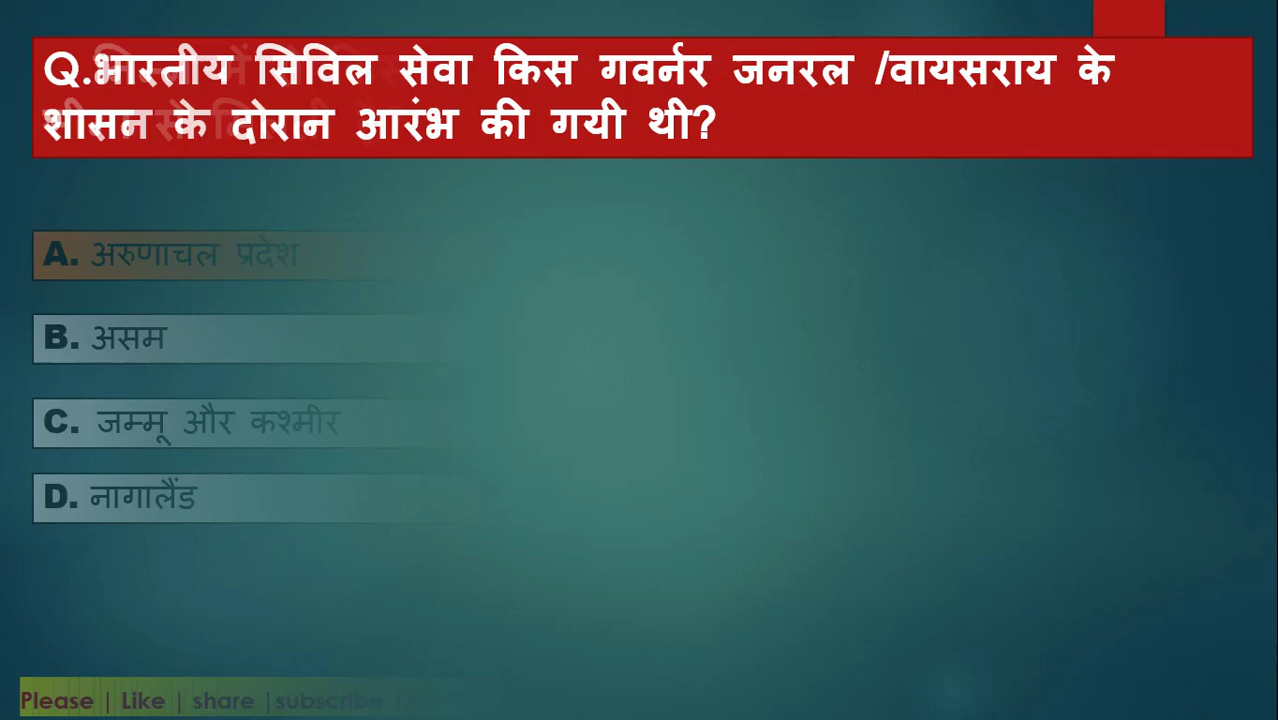 Q.भारतीय सिविल सेवा किस गवर्नर जनरल /वायसराय के
शासन के दोरान आरंभ की गयी थी?
A. अरुणाचल प्रदेश
B. असम
C. जम्मू और कश्मीर
D. नागालैंड
Please | Like | share |subscribe